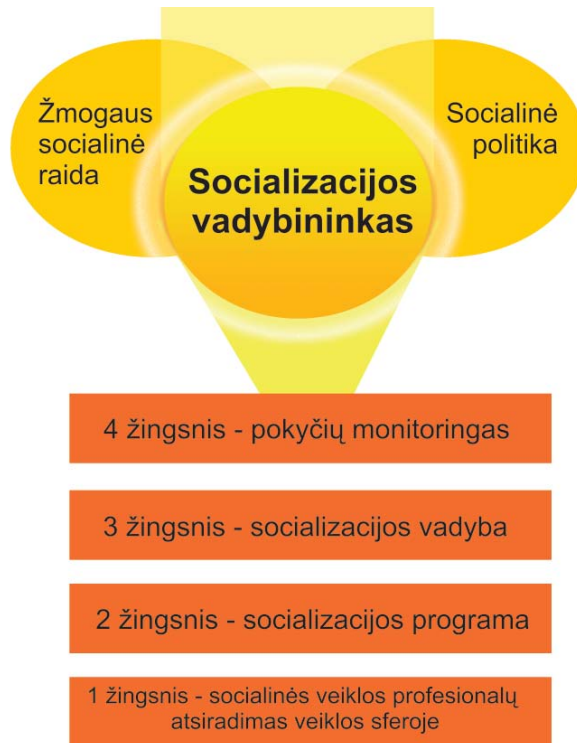 Žmogaus
socialinė
raida
Socialinė
politika
Socializacijos
vadybininkas
4 žingsnis - pokyčių monitoringas
3 žingsnis - socializacijos vadyba
2 žingsnis - socializacijos programa
1 žingsnis - socialinės veiklos profesionalų
atsiradimas veiklos sferoje